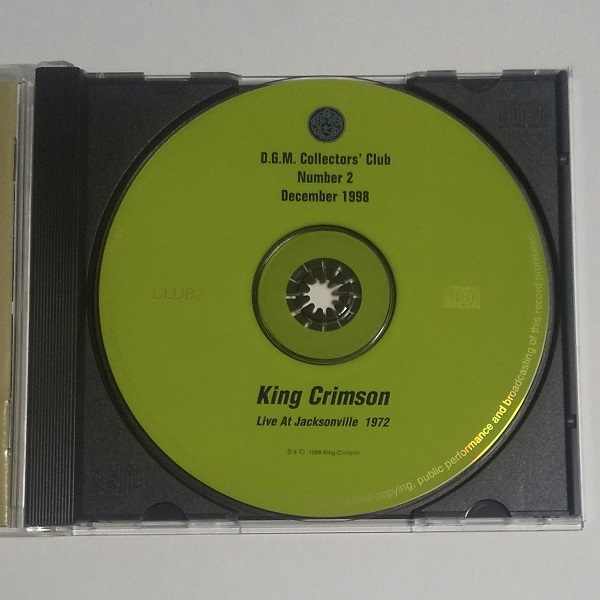 D.G.M. Collectors' Club
Number 2
December 1998
CLUB2
King Crimson
Live At Jacksonville 1972
D & © 1998 King Crimson
copying, public performance and broadcasting of this record prohibited